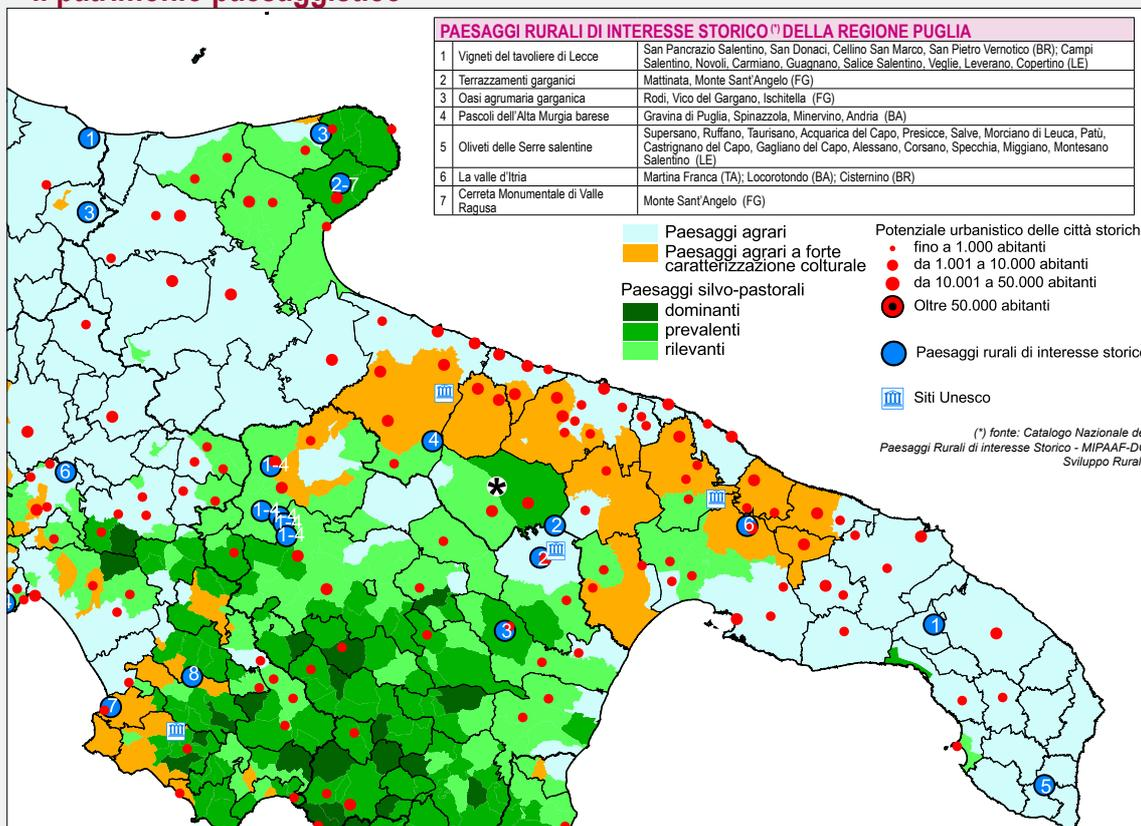 Il patrimonio paesaggistico
PAESAGGI RURALI DI INTERESSE STORICO (*) DELLA REGIONE PUGLIA
1 Vigneti del tavoliere di Lecce San Pancrazio Salentino, San Donaci, Cellino San Marco, San Pietro Vernotico (BR); Campi
Salentino, Novoli, Carmiano, Guagnano, Salice Salentino, Veglie, Leverano, Copertino (LE)
2 Terrazzamenti garganici Mattinata, Monte Sant'Angelo (FG)
3 Oasi agrumaria garganica Rodi, Vico del Gargano, Ischitella (FG)
4 Pascoli dell'Alta Murgia barese Gravina di Puglia, Spinazzola, Minervino, Andria (BA)
5 Oliveti delle Serre salentine Supersano, Ruffano, Taurisano, Acquarica del Capo, Presicce, Salve, Morciano di Leuca, Patù,
Castrignano del Capo, Gagliano del Capo, Alessano, Corsano, Specchia, Miggiano, Montesano
Salentino (LE)
6 La valle d'Itria Martina Franca (TA); Locorotondo (BA); Cisternino (BR)
7 Cerreta Monumentale di Valle
Ragusa Monte Sant'Angelo (FG)
Paesaggi agrari
Paesaggi agrari a forte
caratterizzazione colturale
Paesaggi silvo-pastorali
dominanti
prevalenti
rilevanti
Potenziale urbanistico delle città storich
fino a 1.000 abitanti
da 1.001 a 10.000 abitanti
da 10.001 a 50.000 abitanti
Oltre 50.000 abitanti
Paesaggi rurali di interesse storic
Siti Unesco
(*) fonte: Catalogo Nazionale de
Paesaggi Rurali di interesse Storico - MIPAAF-D
Sviluppo Rural
1
3
2-7
3
4
6
1-4
1-4
1-4
1-4
2
2
6
3
1
8
7
5